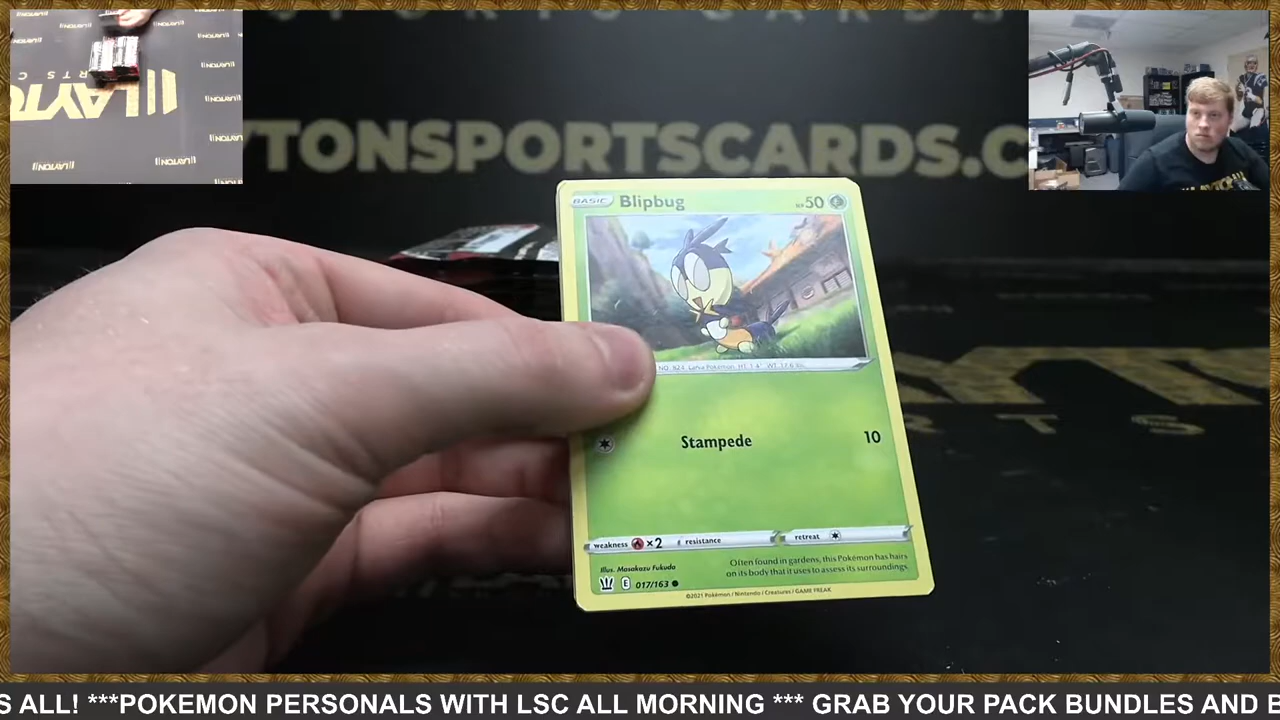 YTONSPORTSCARDS.C
BASIC Blipbug 50
NO. 824 Larva Pokémon HT: 1'4" WT: 17.6 lbs.
Stampede 10
weakness ×2 resistance retreat
Often found in gardens, this Pokémon has hairs
on its body that it uses to assess its surroundings.
Illus. Masakazu Fukuda
E 017/163
©2021 Pokémon / Nintendo / Creatures / GAME FREAK
S ALL! ***POKEMON PERSONALS WITH LSC ALL MORNING *** GRAB YOUR PACK BUNDLES AND B